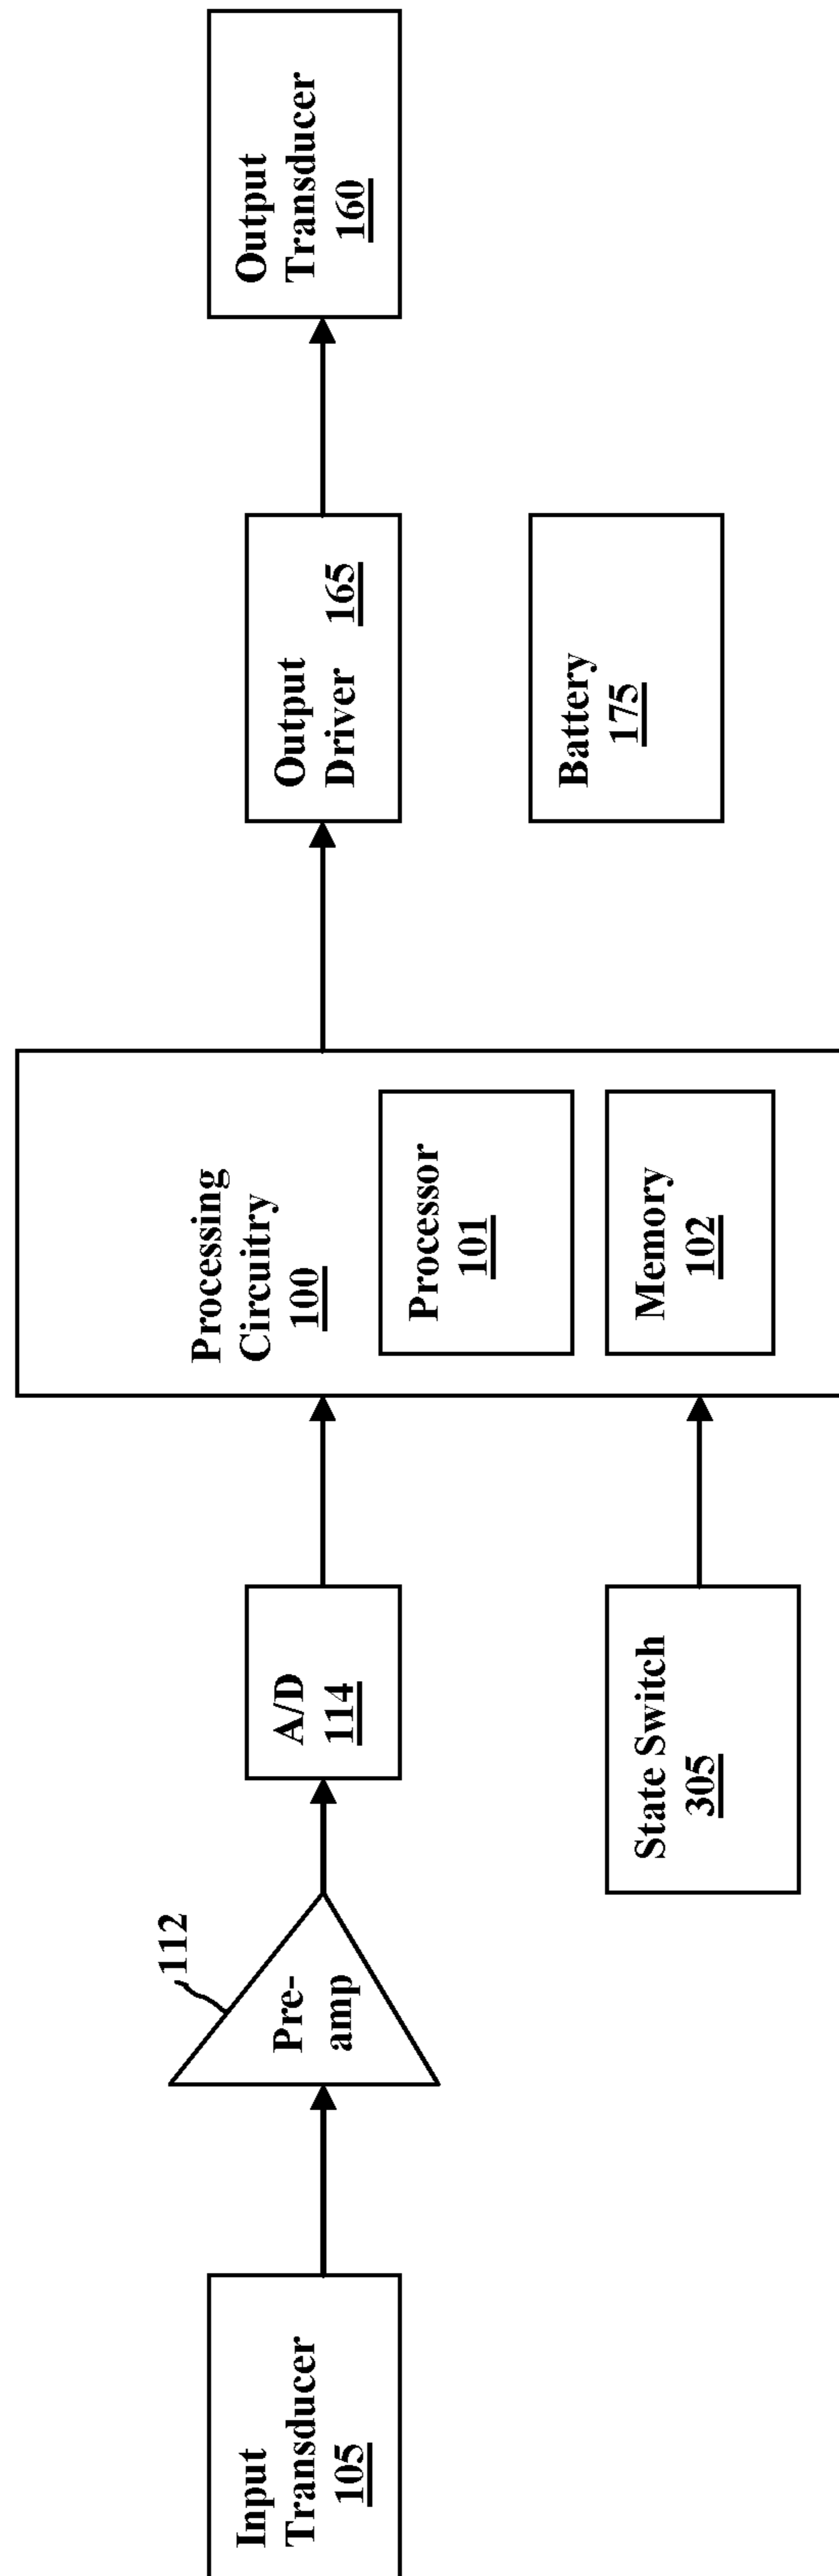 Input
Transducer
105
112
Pre-
amp
A/D
114
State Switch
305
Processing
Circuitry
100
Processor
101
Memory
102
Output
Driver 165
Battery
175
Output
Transducer
160